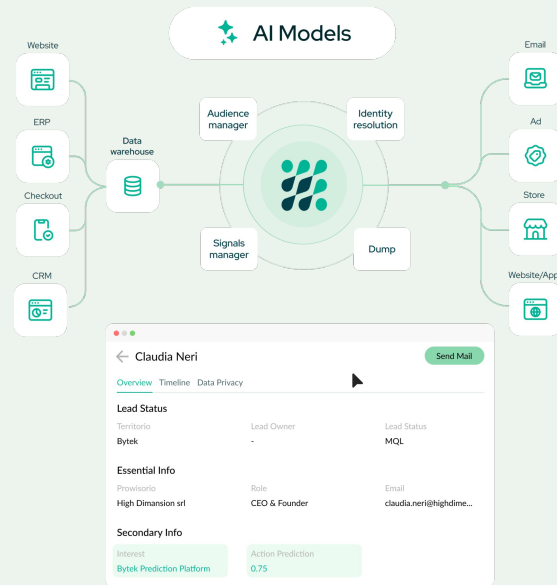 AI Models
Website
Email
Audience
manager
Identity
resolution
ERP
Ad
Data
warehouse
Checkout
Store
Signals
manager
Dump
CRM
Website/App
Claudia Neri
Send Mail
Overview Timeline Data Privacy
Lead Status
Territorio Lead Owner Lead Status
Bytek - MQL
Essential Info
Prowisorio Role Email
High Dimansion srl CEO & Founder claudia.neri@highdime...
Secondary Info
Interest Action Prediction
Bytek Prediction Platform 0.75